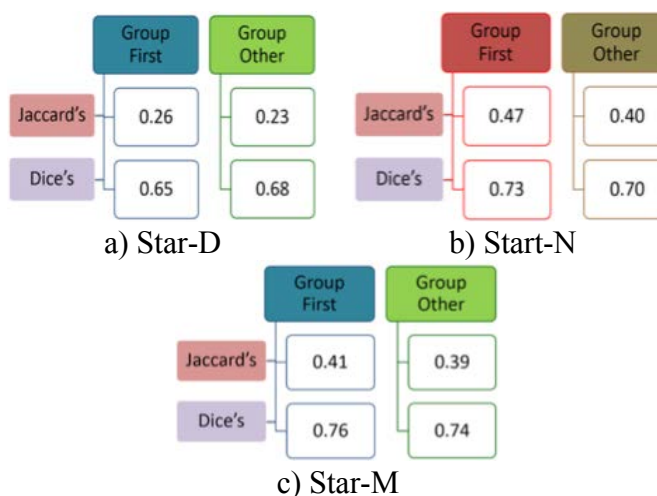 Group First Group Other Group First Group Other
Jaccard's 0.26 0.23 Jaccard's 0.47 0.40
Dice's 0.65 0.68 Dice's 0.73 0.70
a) Star-D b) Start-N
Group First Group Other
Jaccard's 0.41 0.39
Dice's 0.76 0.74
c) Star-M